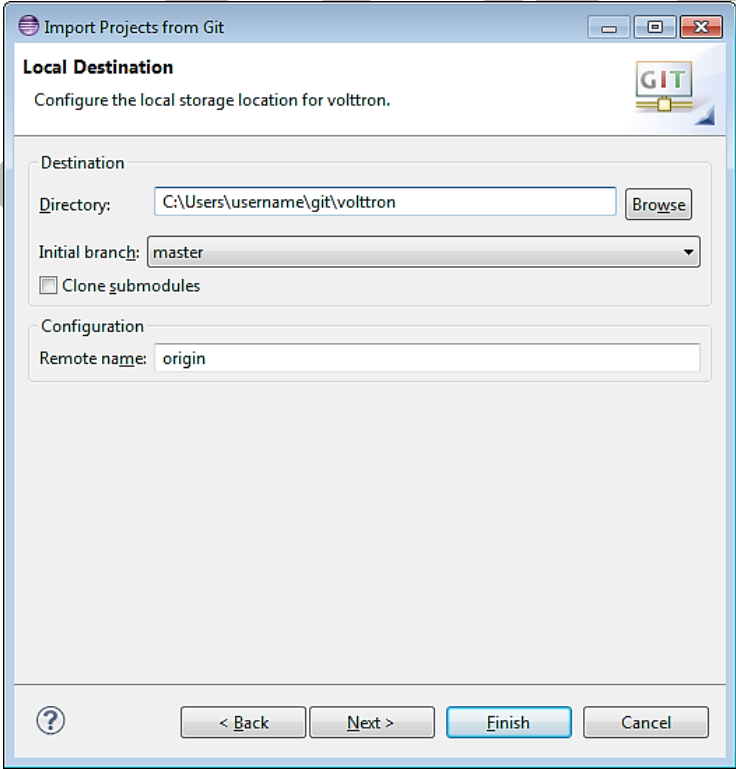 Import Projects from Git
Local Destination
Configure the local storage location for volttron.
GIT
Destination
Directory: C:\Users\username\git\volttron Browse
Initial branch: master
Clone submodules
Configuration
Remote name: origin
? < Back Next > Finish Cancel